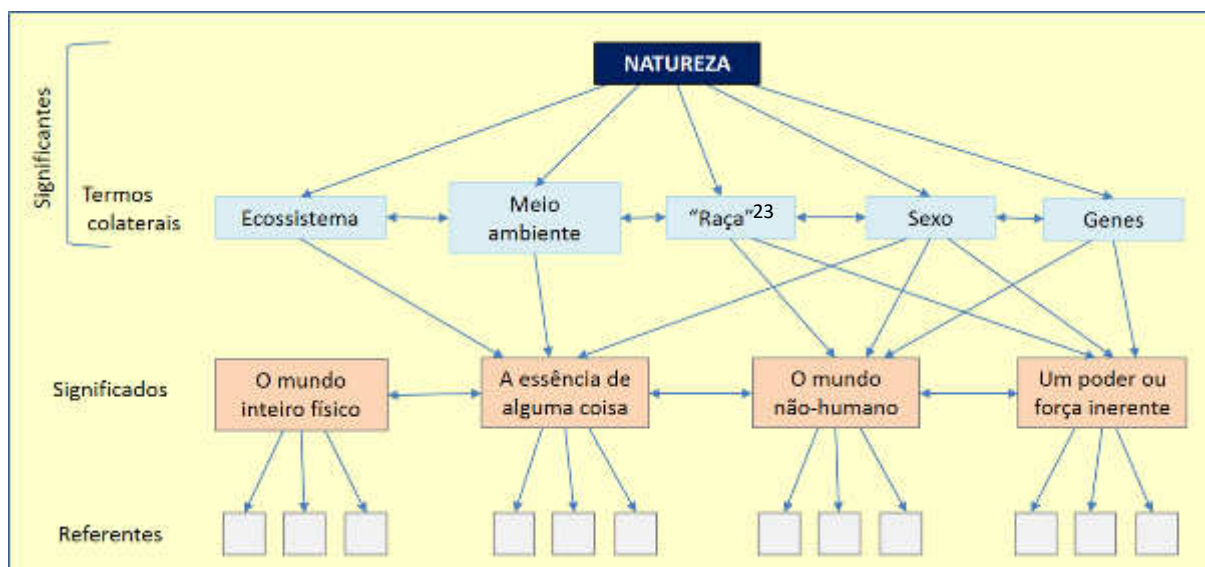 NATUREZA
Significantes
Termos
colaterais
Ecossistema
Meio
ambiente
“Raça”23
Sexo
Genes
Significados
O mundo
inteiro físico
A essência de
alguma coisa
O mundo
não-humano
Um poder ou
força inerente
Referentes